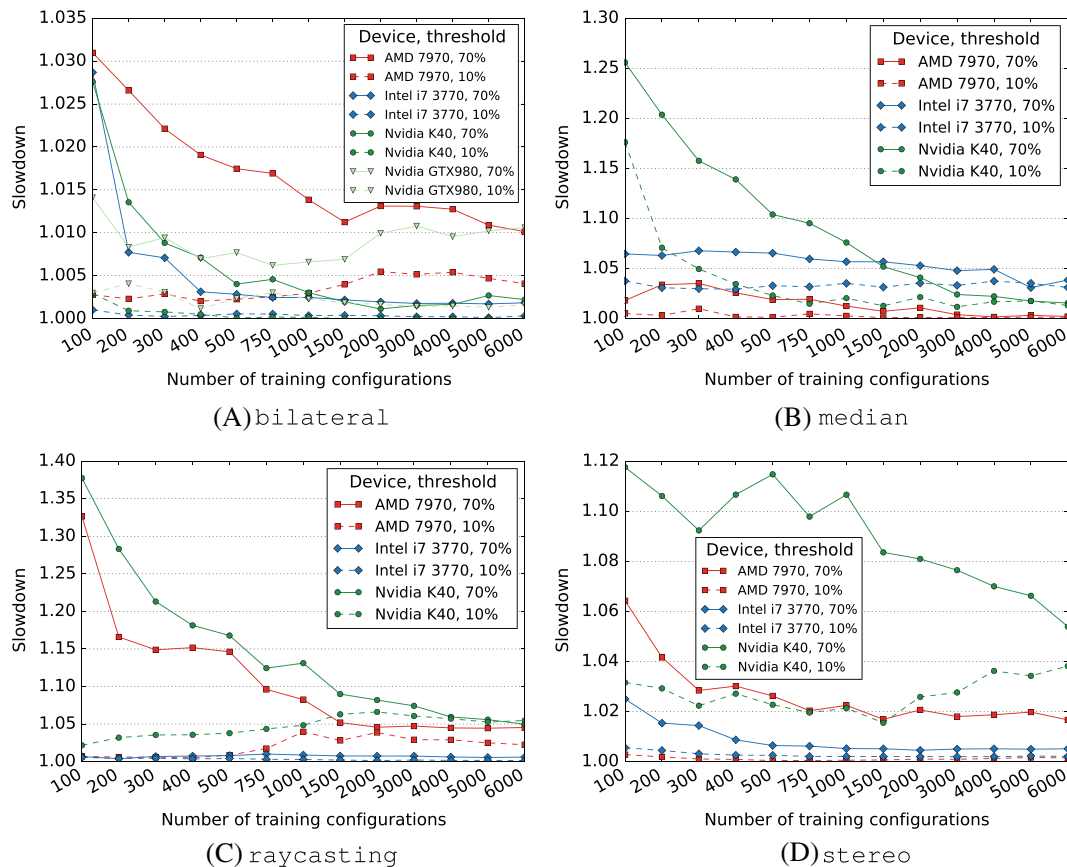 1.035
1.030
1.025
1.020
1.015
1.010
1.005
1.000
Slowdown
Device, threshold
AMD 7970, 70%
AMD 7970, 10%
Intel i7 3770, 70%
Intel i7 3770, 10%
Nvidia K40, 70%
Nvidia K40, 10%
Nvidia GTX980, 70%
Nvidia GTX980, 10%
100 200 300 400 500 750 1000 1500 2000 3000 4000 5000 6000
Number of training configurations
(A) bilateral
1.30
1.25
1.20
1.15
1.10
1.05
1.00
Slowdown
Device, threshold
AMD 7970, 70%
AMD 7970, 10%
Intel i7 3770, 70%
Intel i7 3770, 10%
Nvidia K40, 70%
Nvidia K40, 10%
100 200 300 400 500 750 1000 1500 2000 3000 4000 5000 6000
Number of training configurations
(B) median
1.40
1.35
1.30
1.25
1.20
1.15
1.10
1.05
1.00
Slowdown
Device, threshold
AMD 7970, 70%
AMD 7970, 10%
Intel i7 3770, 70%
Intel i7 3770, 10%
Nvidia K40, 70%
Nvidia K40, 10%
100 200 300 400 500 750 1000 1500 2000 3000 4000 5000 6000
Number of training configurations
(C) raycasting
1.12
1.10
1.08
1.06
1.04
1.02
1.00
Slowdown
Device, threshold
AMD 7970, 70%
AMD 7970, 10%
Intel i7 3770, 70%
Intel i7 3770, 10%
Nvidia K40, 70%
Nvidia K40, 10%
100 200 300 400 500 750 1000 1500 2000 3000 4000 5000 6000
Number of training configurations
(D) stereo